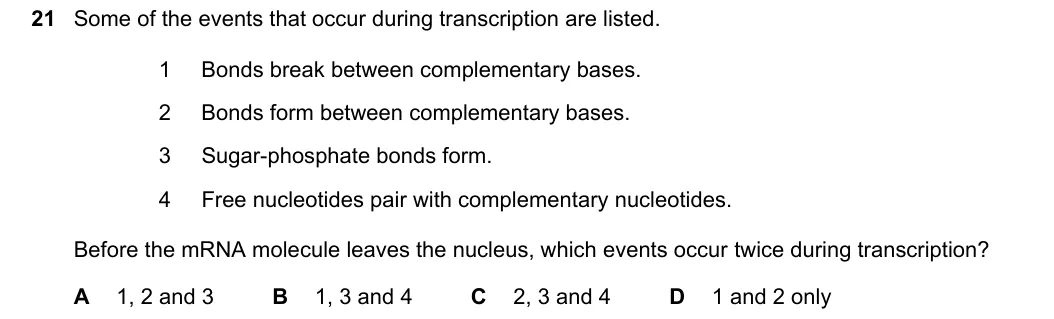 21 Some of the events that occur during transcription are listed.
1 Bonds break between complementary bases.
2 Bonds form between complementary bases.
3 Sugar-phosphate bonds form.
4 Free nucleotides pair with complementary nucleotides.
Before the mRNA molecule leaves the nucleus, which events occur twice during transcription?
A 1, 2 and 3 B 1, 3 and 4 C 2, 3 and 4 D 1 and 2 only